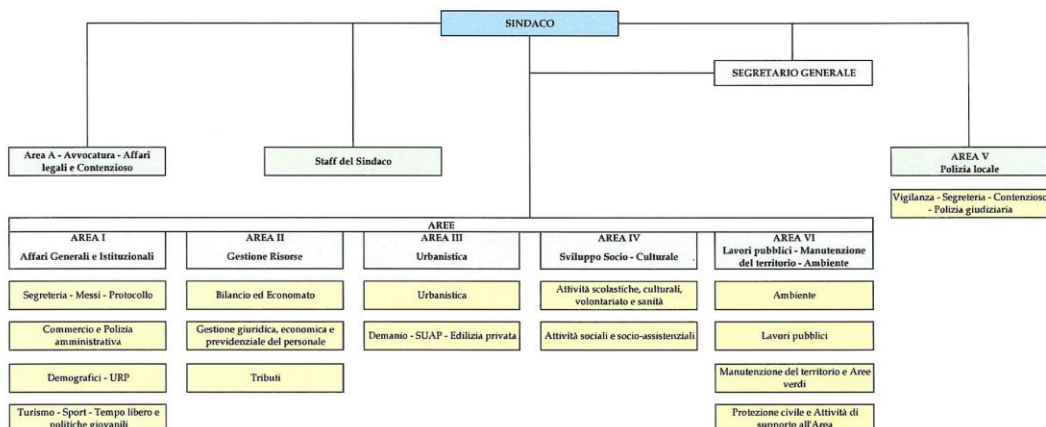 SINDACO
SEGRETARIO GENERALE
Area A - Avvocatura - Affari
legali e Contenzioso
Staff del Sindaco
AREA V
Polizia locale
Vigilanza - Segreteria - Contenzioso
- Polizia giudiziaria
AREE
AREA I
Affari Generali e Istituzionali
AREA II
Gestione Risorse
AREA III
Urbanistica
AREA IV
Sviluppo Socio - Culturale
AREA VI
Lavori pubblici - Manutenzione
del territorio - Ambiente
Segreteria - Messi - Protocollo
Bilancio ed Economato
Urbanistica
Attività scolastiche, culturali,
volontariato e sanità
Ambiente
Commercio e Polizia
amministrativa
Gestione giuridica, economica e
previdenziale del personale
Demanio - SUAP - Edilizia privata
Attività sociali e socio-assistenziali
Lavori pubblici
Demografici - URP
Tributi
Manutenzione del territorio e Aree
verdi
Turismo - Sport - Tempo libero e
politiche giovanili
Protezione civile e Attività di
supporto all'Area